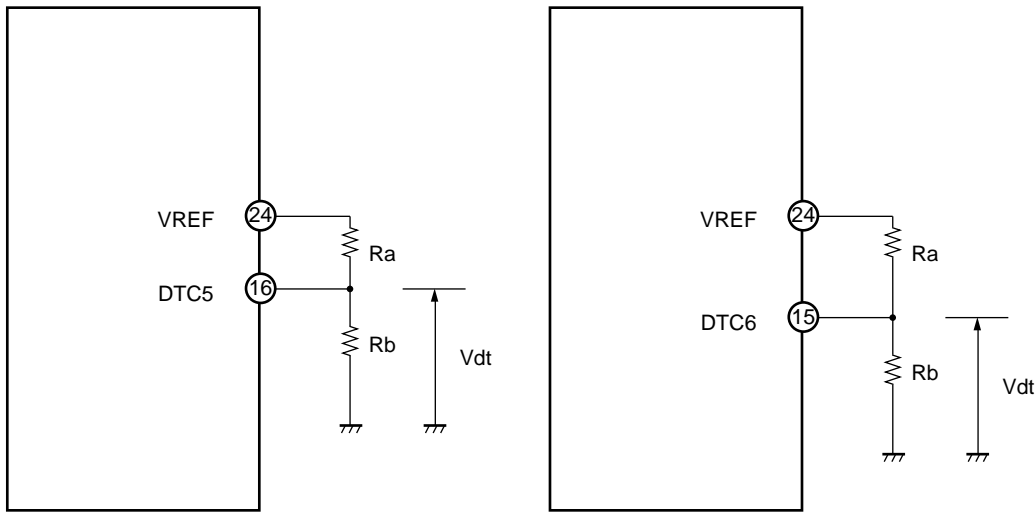 VREF
24
Ra
DTC5
16
Rb
Vdt
VREF
24
Ra
DTC6
15
Rb
Vdt